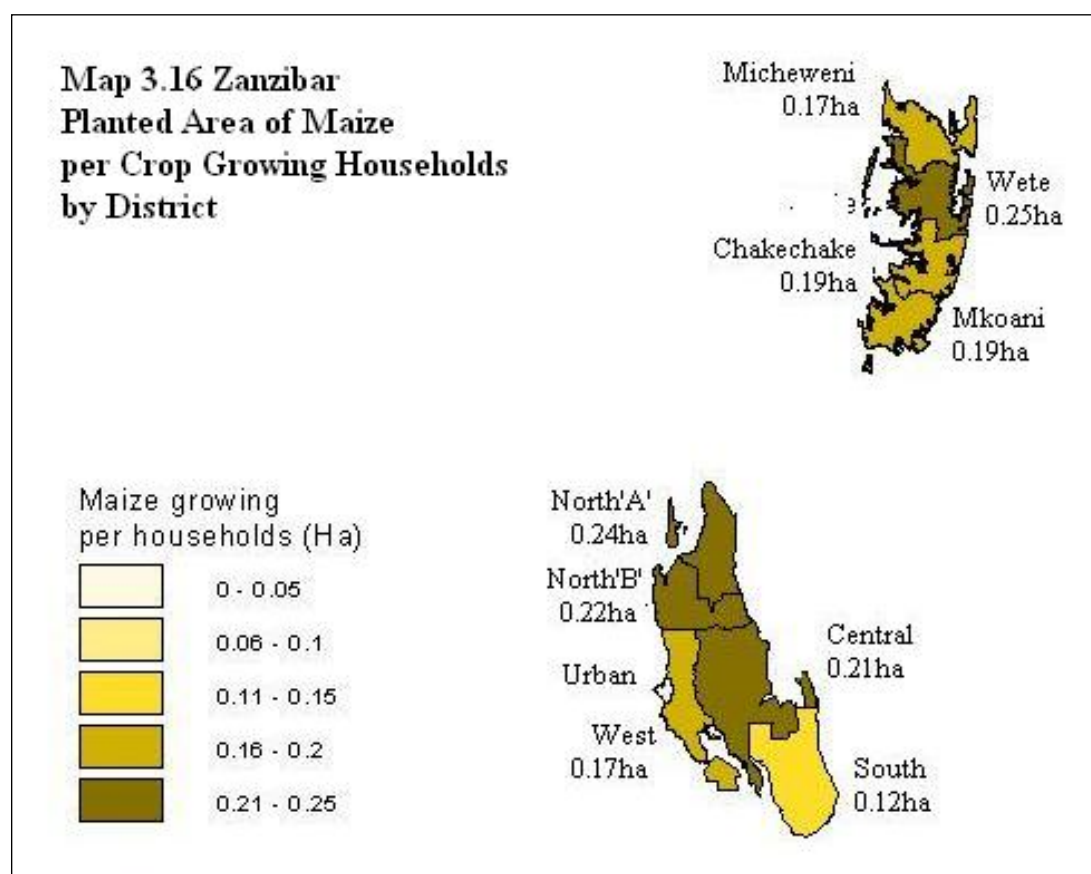 Map 3.16 Zanzibar
Planted Area of Maize
per Crop Growing Households
by District
Micheweni
0.17ha
Wete
0.25ha
Chakechake
0.19ha
Mkoani
0.19ha
Maize growing
per households (Ha)
0 - 0.05
0.06 - 0.1
0.11 - 0.15
0.16 - 0.2
0.21 - 0.25
North'A'
0.24ha
North'B'
0.22ha
Central
0.21ha
Urban
West
0.17ha
South
0.12ha